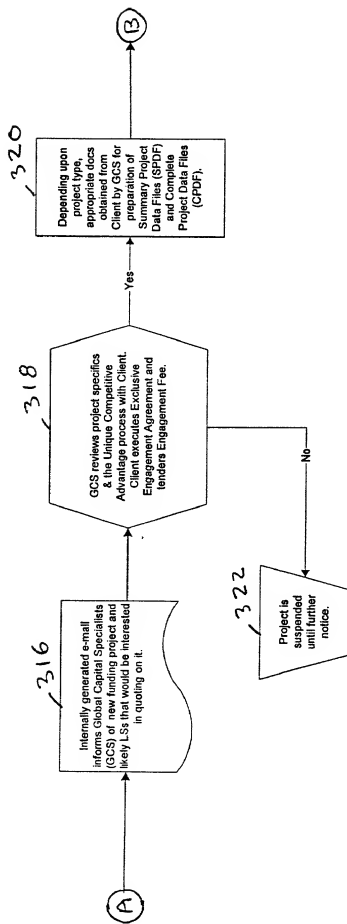 A
316
Internally generated e-mail
informs Global Capital Specialists
(GCS) of new funding project and
likely LSs that would be interested
in quoting on it.
318
GCS reviews project specifics
& the Unique Competitive
Advantage process with Client.
Client executes Exclusive
Engagement Agreement and
tenders Engagement Fee.
Yes
320
Depending upon
project type,
appropriate docs
obtained from
Client by GCS for
preparation of
Summary Project
Data Files (SPDF)
and Complete
Project Data Files
(CPDF).
B
No
322
Project is
suspended
until further
notice.